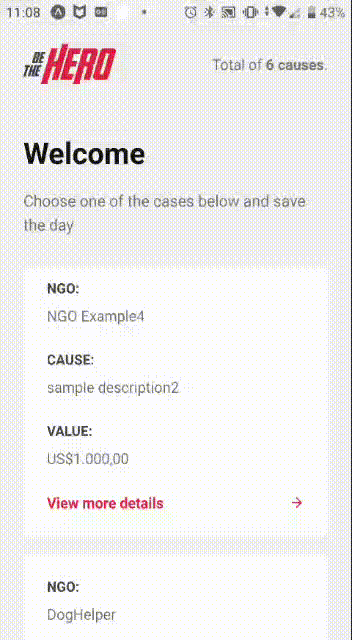 11:08
43%
BE
THE HERO
Total of 6 causes.
Welcome
Choose one of the cases below and save
the day
NGO:
NGO Example4
CAUSE:
sample description2
VALUE:
US$1.000,00
View more details
NGO:
DogHelper